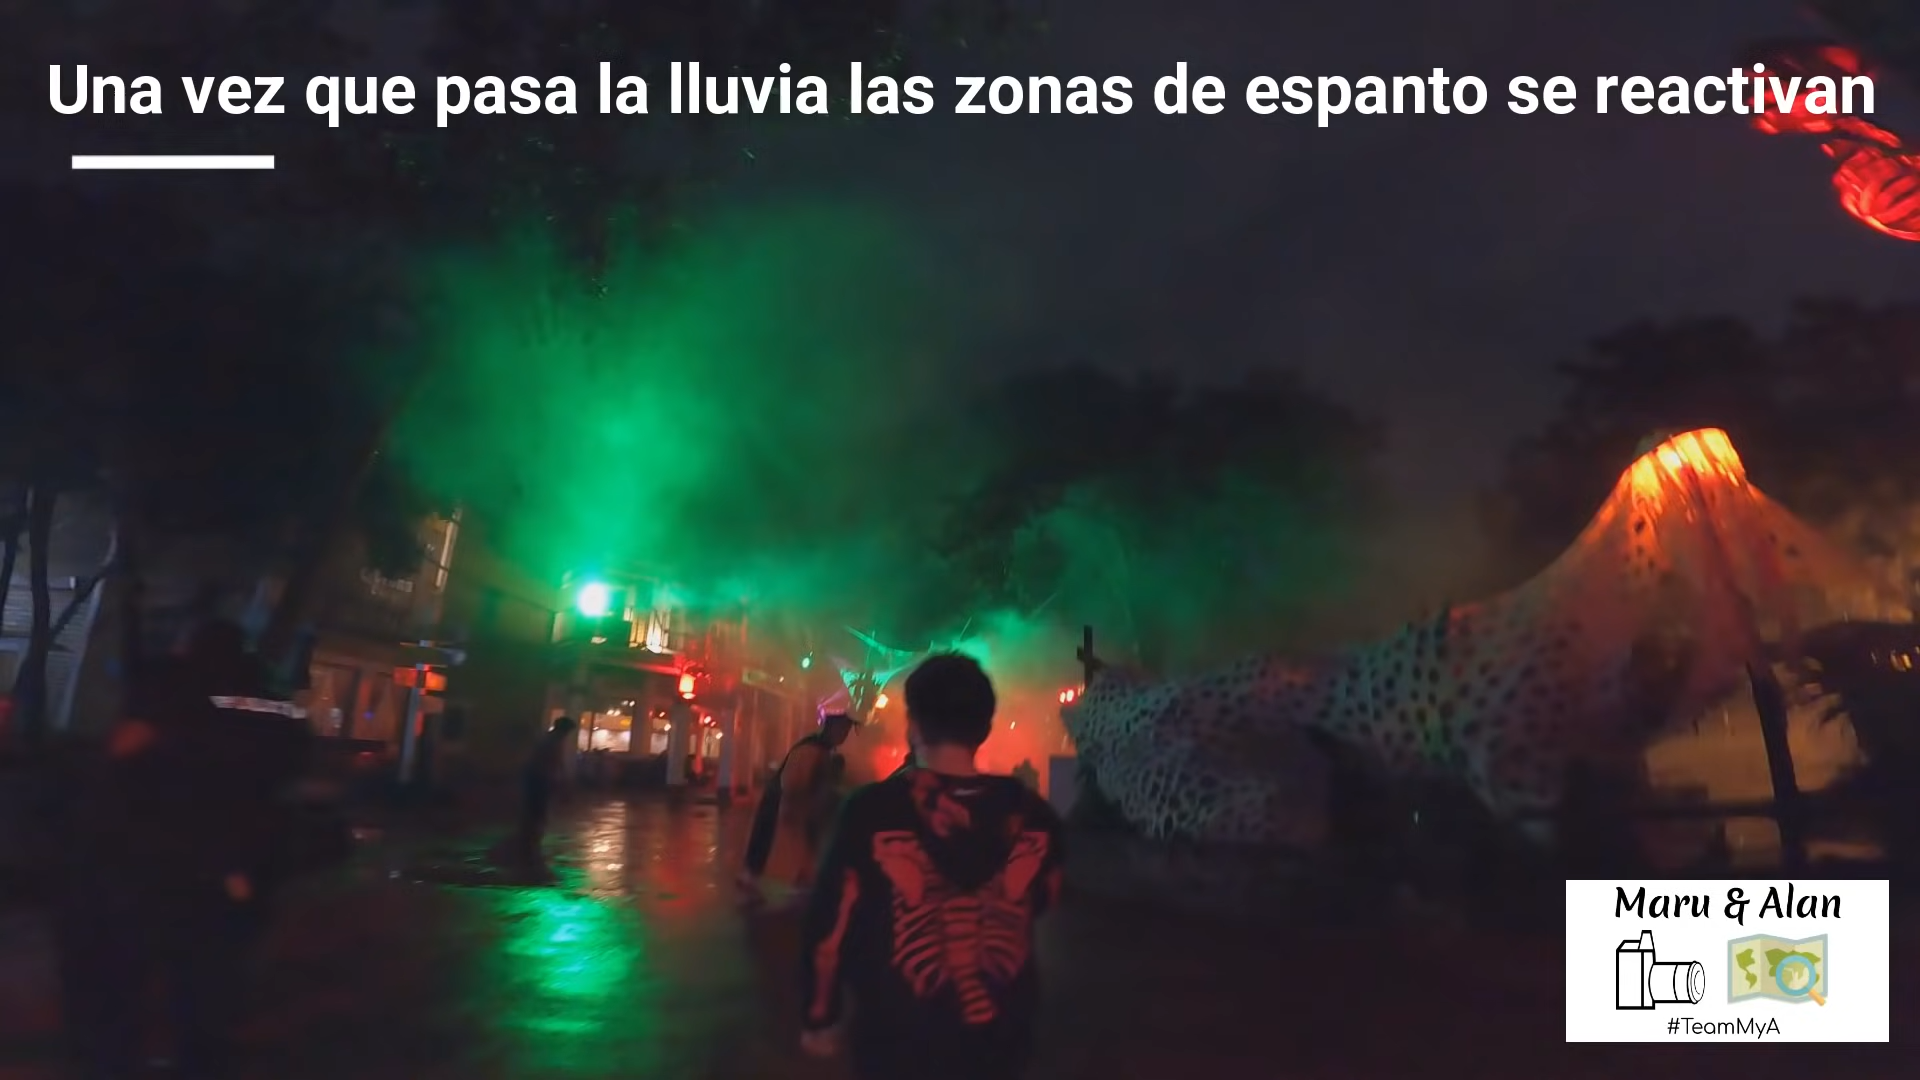 Una vez que pasa la lluvia las zonas de espanto se reactivan
Maru & Alan
#TeamMyA